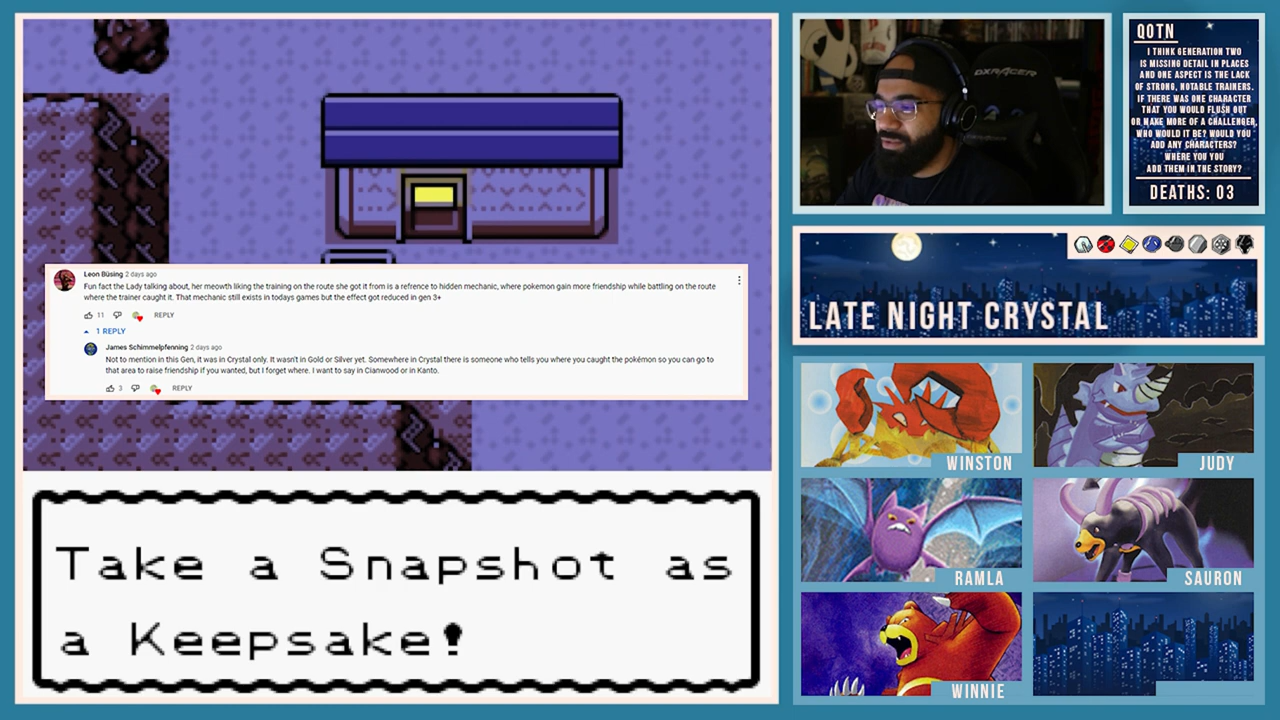 Leon Büsing 2 days ago
Fun fact the Lady talking about, her meowth liking the training on the route she got it from is a refrence to hidden mechanic, where pokemon gain more friendship while battling on the route
where the trainer caught it. That mechanic still exists in todays games but the effect got reduced in gen 3+
11 REPLY
1 REPLY
James Schimmelpfenning 2 days ago
Not to mention in this Gen, it was in Crystal only. It wasn't in Gold or Silver yet. Somewhere in Crystal there is someone who tells you where you caught the pokémon so you can go to
that area to raise friendship if you wanted, but I forget where. I want to say in Cianwood or in Kanto.
3 REPLY
Take a Snapshot as
a Keepsake!
DXRACER
QOTN
I THINK GENERATION TWO
IS MISSING DETAIL IN PLACES
AND ONE ASPECT IS THE LACK
OF STRONG, NOTABLE TRAINERS.
IF THERE WAS ONE CHARACTER
THAT YOU WOULD FLUSH OUT
OR MAKE MORE OF A CHALLENGER,
WHO WOULD IT BE? WOULD YOU
ADD ANY CHARACTERS?
WHERE YOU YOU
ADD THEM IN THE STORY?
DEATHS: 03
LATE NIGHT CRYSTAL
WINSTON
JUDY
RAMLA
SAURON
WINNIE